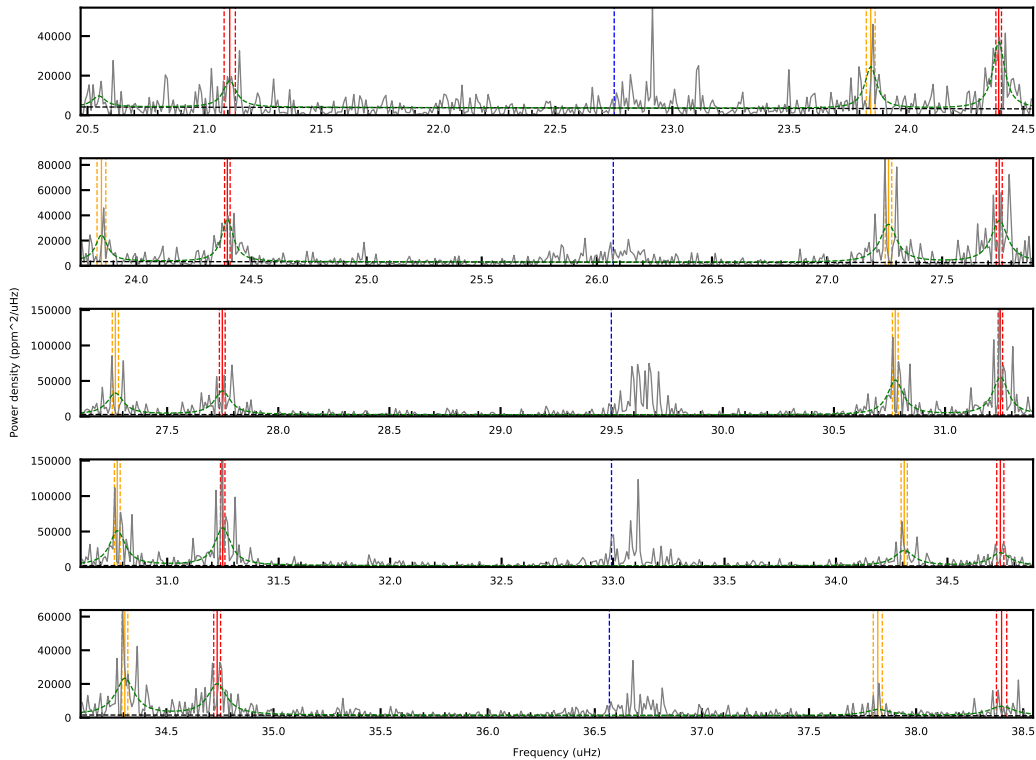 40000
20000
0
20.5 21.0 21.5 22.0 22.5 23.0 23.5 24.0 24.5
80000
60000
40000
20000
0
24.0 24.5 25.0 25.5 26.0 26.5 27.0 27.5
Power density (ppm^2/uHz)
150000
100000
50000
0
27.5 28.0 28.5 29.0 29.5 30.0 30.5 31.0
150000
100000
50000
0
31.0 31.5 32.0 32.5 33.0 33.5 34.0 34.5
60000
40000
20000
0
34.5 35.0 35.5 36.0 36.5 37.0 37.5 38.0 38.5
Frequency (uHz)